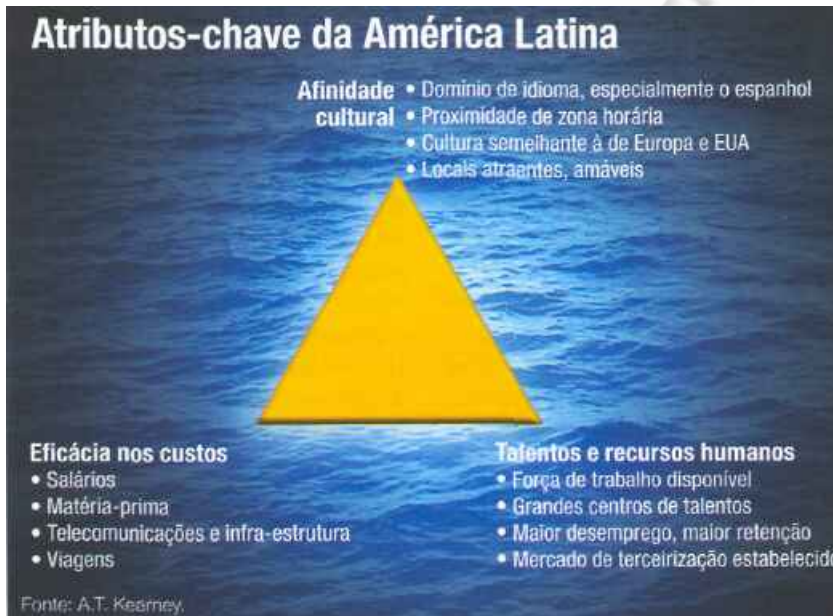 Atributos-chave da América Latina
Afinidade cultural
• Domínio de idioma, especialmente o espanhol
• Proximidade de zona horária
• Cultura semelhante à de Europa e EUA
• Locais atraentes, amáveis
Eficácia nos custos
• Salários
• Matéria-prima
• Telecomunicações e infra-estrutura
• Viagens
Talentos e recursos humanos
• Força de trabalho disponível
• Grandes centros de talentos
• Maior desemprego, maior retenção
• Mercado de terceirização estabelecido
Fonte: A.T. Kearney.